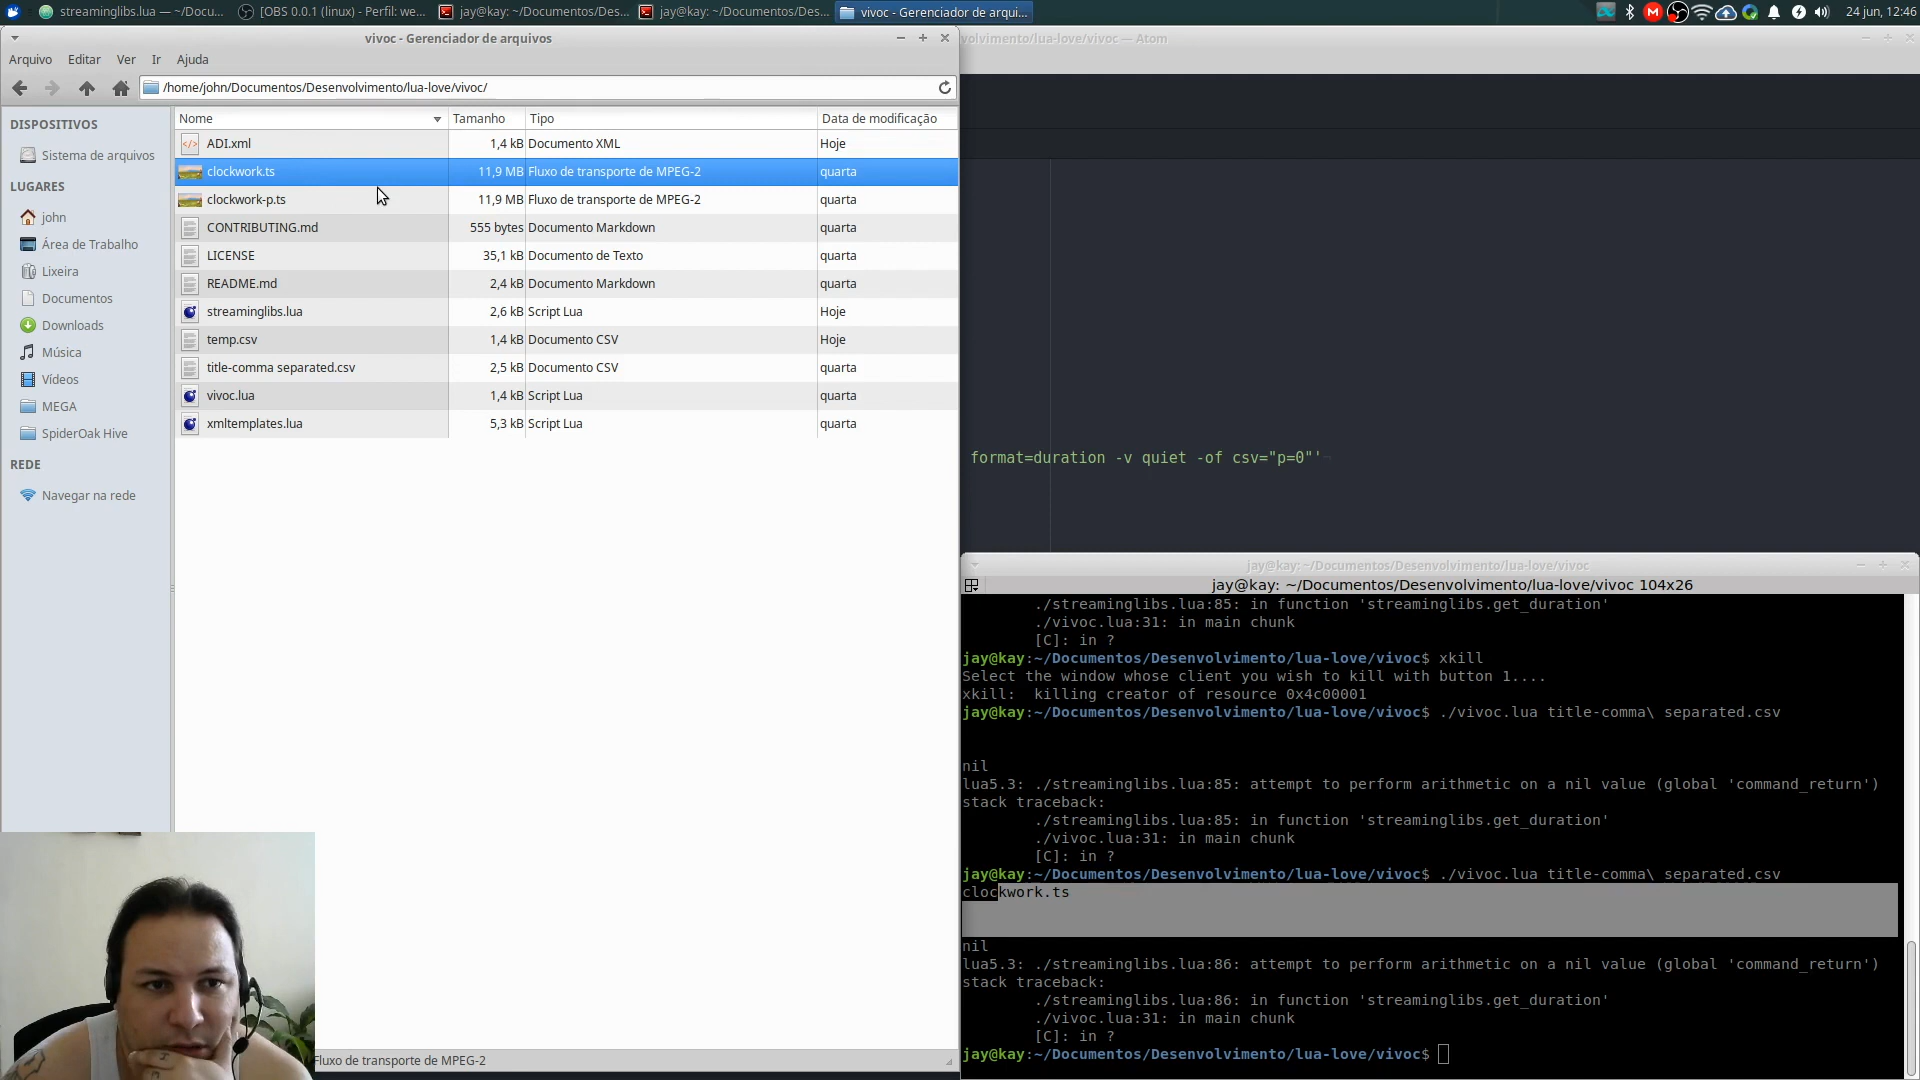 streaminglibs.lua — ~/Docu...
[OBS 0.0.1 (linux) - Perfil: we...
jay@kay: ~/Documentos/Des...
jay@kay: ~/Documentos/Des...
vivoc - Gerenciador de arqui...
24 jun, 12:46
vivoc - Gerenciador de arquivos
olvimento/lua-love/vivoc — Atom
Arquivo Editar Ver Ir Ajuda
/home/john/Documentos/Desenvolvimento/lua-love/vivoc/
DISPOSITIVOS
Sistema de arquivos
LUGARES
john
Área de Trabalho
Lixeira
Documentos
Downloads
Música
Vídeos
MEGA
SpiderOak Hive
REDE
Navegar na rede
Nome Tamanho Tipo Data de modificação
ADI.xml 1,4 kB Documento XML Hoje
clockwork.ts 11,9 MB Fluxo de transporte de MPEG-2 quarta
clockwork-p.ts 11,9 MB Fluxo de transporte de MPEG-2 quarta
CONTRIBUTING.md 555 bytes Documento Markdown quarta
LICENSE 35,1 kB Documento de Texto quarta
README.md 2,4 kB Documento Markdown quarta
streaminglibs.lua 2,6 kB Script Lua Hoje
temp.csv 1,4 kB Documento CSV Hoje
title-comma separated.csv 2,5 kB Documento CSV quarta
vivoc.lua 1,4 kB Script Lua quarta
xmltemplates.lua 5,3 kB Script Lua quarta
Fluxo de transporte de MPEG-2
format=duration -v quiet -of csv="p=0"'¬
jay@kay: ~/Documentos/Desenvolvimento/lua-love/vivoc
jay@kay: ~/Documentos/Desenvolvimento/lua-love/vivoc 104x26
./streaminglibs.lua:85: in function 'streaminglibs.get_duration'
./vivoc.lua:31: in main chunk
[C]: in ?
jay@kay:~/Documentos/Desenvolvimento/lua-love/vivoc$ xkill
Select the window whose client you wish to kill with button 1....
xkill:  killing creator of resource 0x4c00001
jay@kay:~/Documentos/Desenvolvimento/lua-love/vivoc$ ./vivoc.lua title-comma\ separated.csv
nil
lua5.3: ./streaminglibs.lua:85: attempt to perform arithmetic on a nil value (global 'command_return')
stack traceback:
./streaminglibs.lua:85: in function 'streaminglibs.get_duration'
./vivoc.lua:31: in main chunk
[C]: in ?
jay@kay:~/Documentos/Desenvolvimento/lua-love/vivoc$ ./vivoc.lua title-comma\ separated.csv
clockwork.ts
nil
lua5.3: ./streaminglibs.lua:86: attempt to perform arithmetic on a nil value (global 'command_return')
stack traceback:
./streaminglibs.lua:86: in function 'streaminglibs.get_duration'
./vivoc.lua:31: in main chunk
[C]: in ?
jay@kay:~/Documentos/Desenvolvimento/lua-love/vivoc$